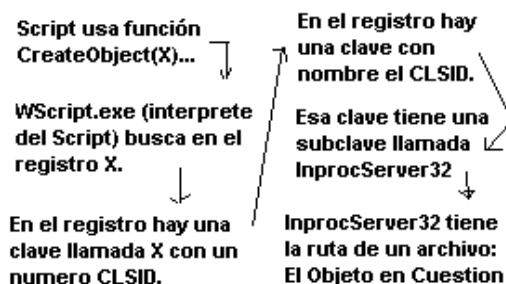 Script usa función
CreateObject(X)...
WScript.exe (interprete
del Script) busca en el
registro X.
En el registro hay una
clave llamada X con un
numero CLSID.
En el registro hay
una clave con
nombre el CLSID.
Esa clave tiene una
subclave llamada
InprocServer32
InprocServer32 tiene
la ruta de un archivo:
El Objeto en Cuestion